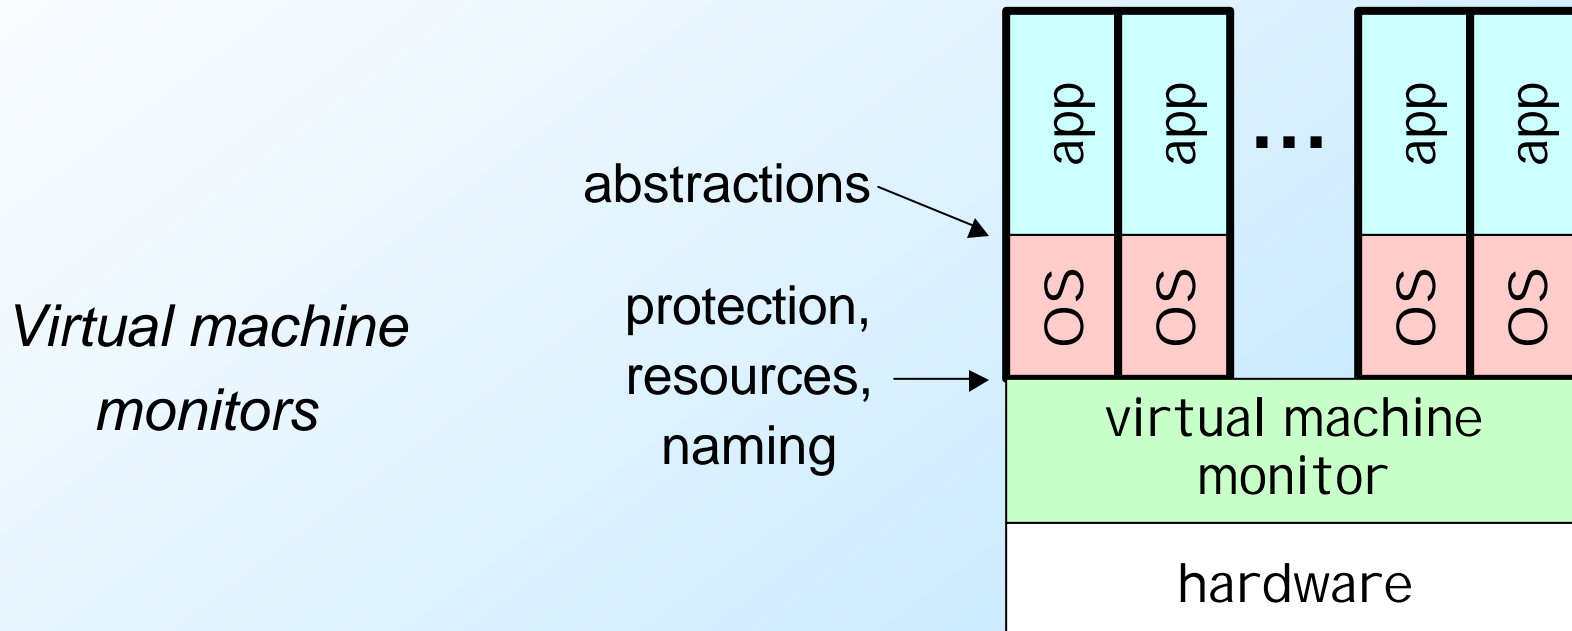 Virtual machine
monitors
abstractions
protection,
resources,
naming
app
app
...
app
app
OS
OS
OS
OS
virtual machine
monitor
hardware